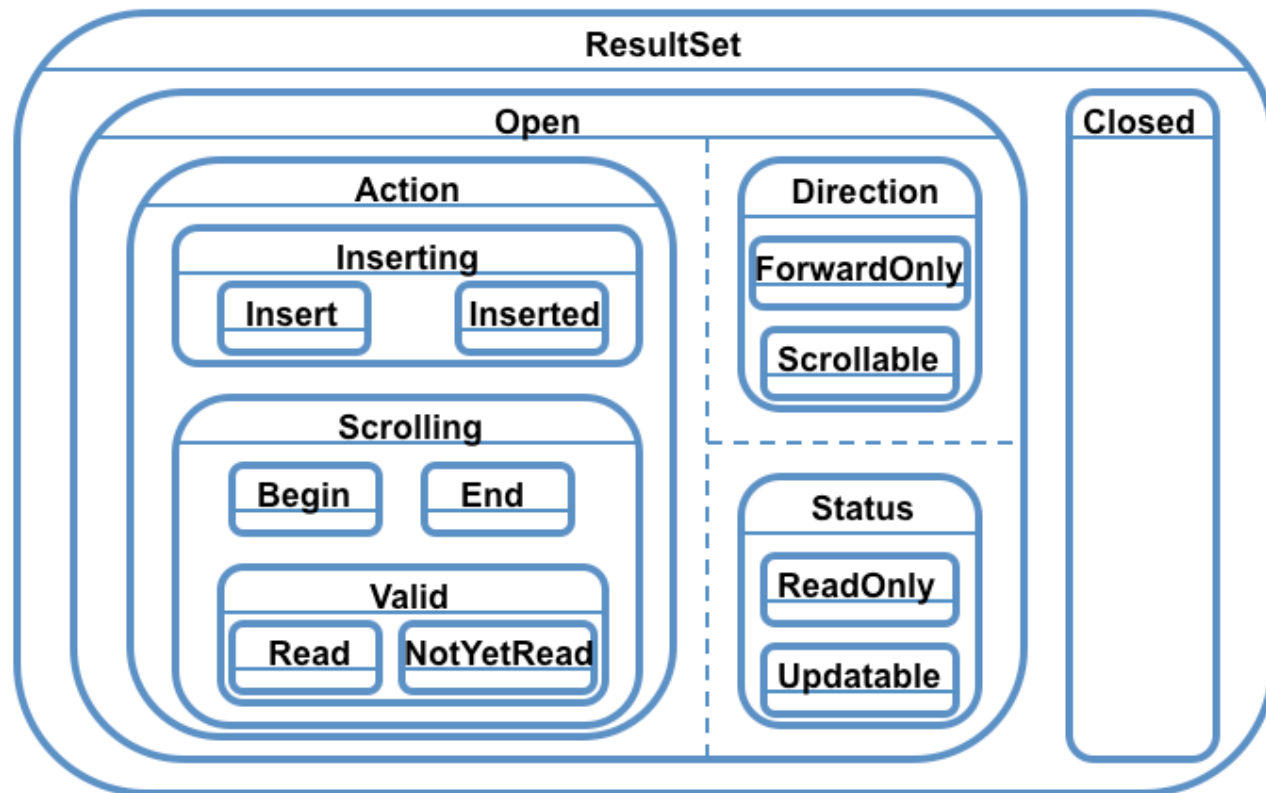 ResultSet
Open
Closed
Action
Direction
Inserting
ForwardOnly
Insert
Inserted
Scrollable
Scrolling
Begin
End
Status
Valid
ReadOnly
Read
NotYetRead
Updatable